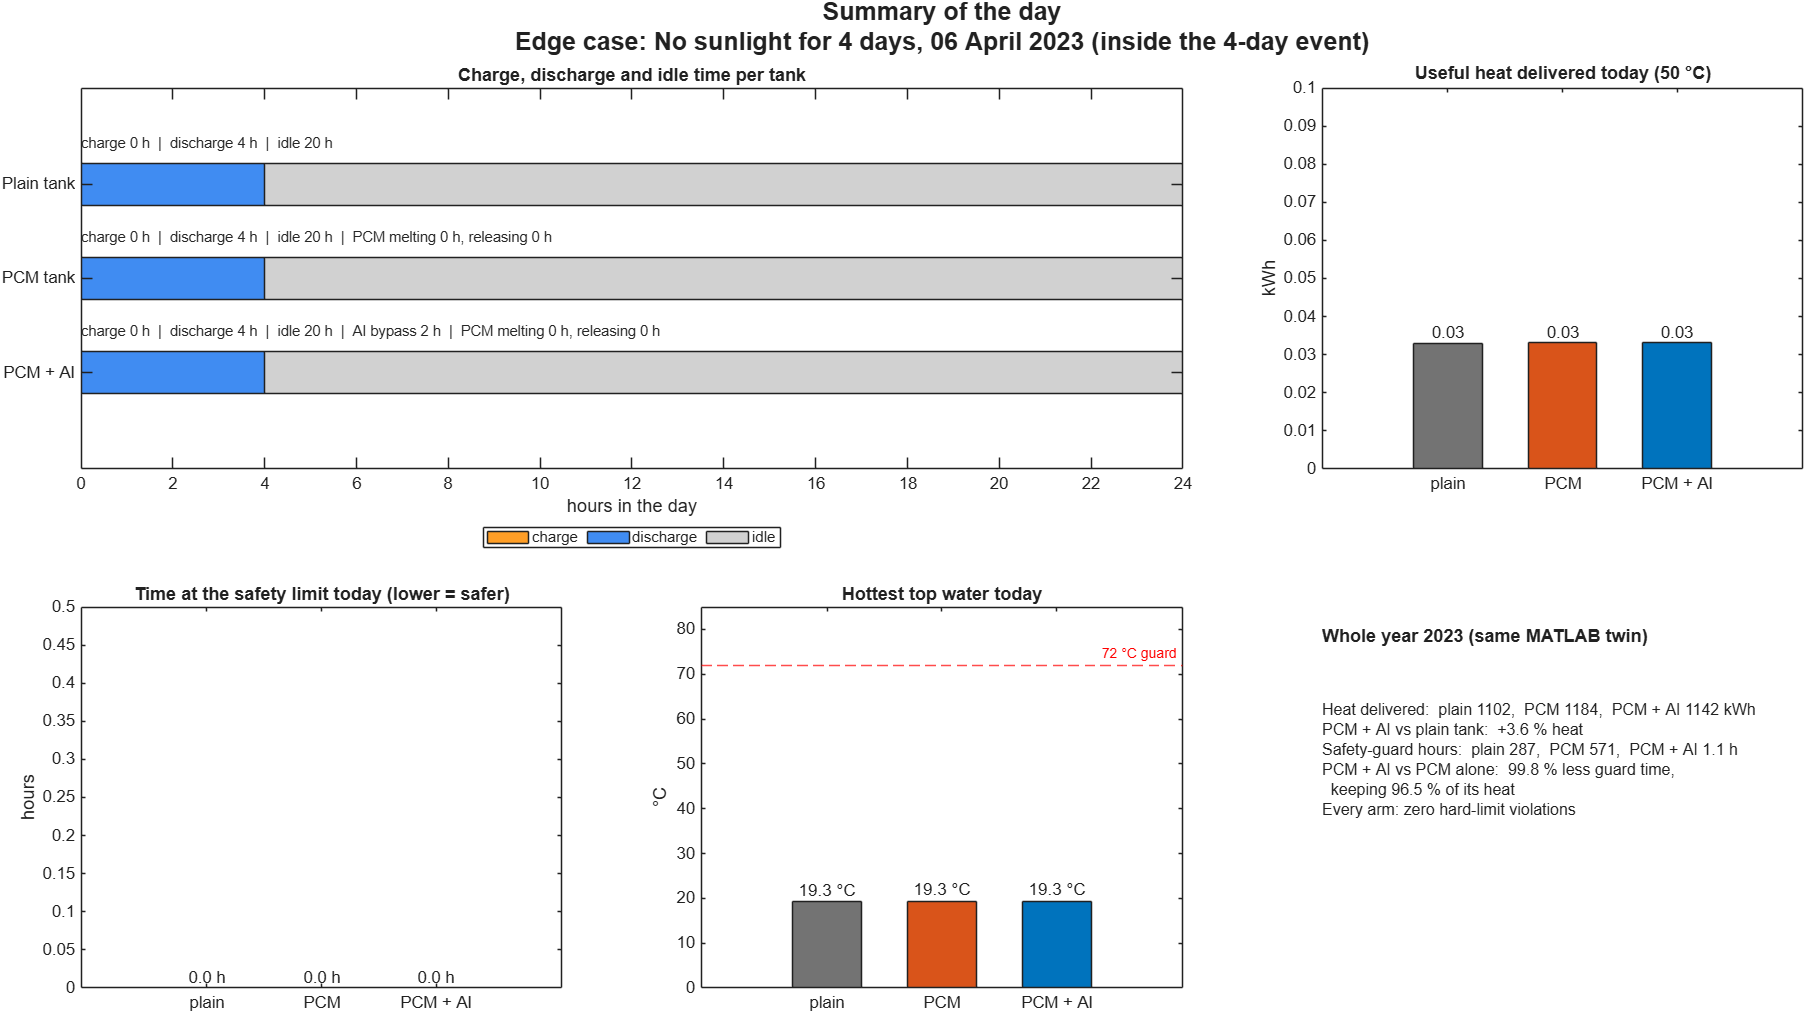 Summary of the day
Edge case: No sunlight for 4 days, 06 April 2023 (inside the 4-day event)
Charge, discharge and idle time per tank
charge 0 h | discharge 4 h | idle 20 h
Plain tank
charge 0 h | discharge 4 h | idle 20 h | PCM melting 0 h, releasing 0 h
PCM tank
charge 0 h | discharge 4 h | idle 20 h | AI bypass 2 h | PCM melting 0 h, releasing 0 h
PCM + AI
0 2 4 6 8 10 12 14 16 18 20 22 24
hours in the day
charge discharge idle
Useful heat delivered today (50 °C)
0.1
0.09
0.08
0.07
0.06
0.05
0.04
0.03
0.02
0.01
0
kWh
0.03 0.03 0.03
plain PCM PCM + AI
Time at the safety limit today (lower = safer)
0.5
0.45
0.4
0.35
0.3
0.25
0.2
0.15
0.1
0.05
0
hours
0.0 h 0.0 h 0.0 h
plain PCM PCM + AI
Hottest top water today
80
70
60
50
40
30
20
10
0
°C
72 °C guard
19.3 °C 19.3 °C 19.3 °C
plain PCM PCM + AI
Whole year 2023 (same MATLAB twin)
Heat delivered: plain 1102, PCM 1184, PCM + AI 1142 kWh
PCM + AI vs plain tank: +3.6 % heat
Safety-guard hours: plain 287, PCM 571, PCM + AI 1.1 h
PCM + AI vs PCM alone: 99.8 % less guard time,
keeping 96.5 % of its heat
Every arm: zero hard-limit violations